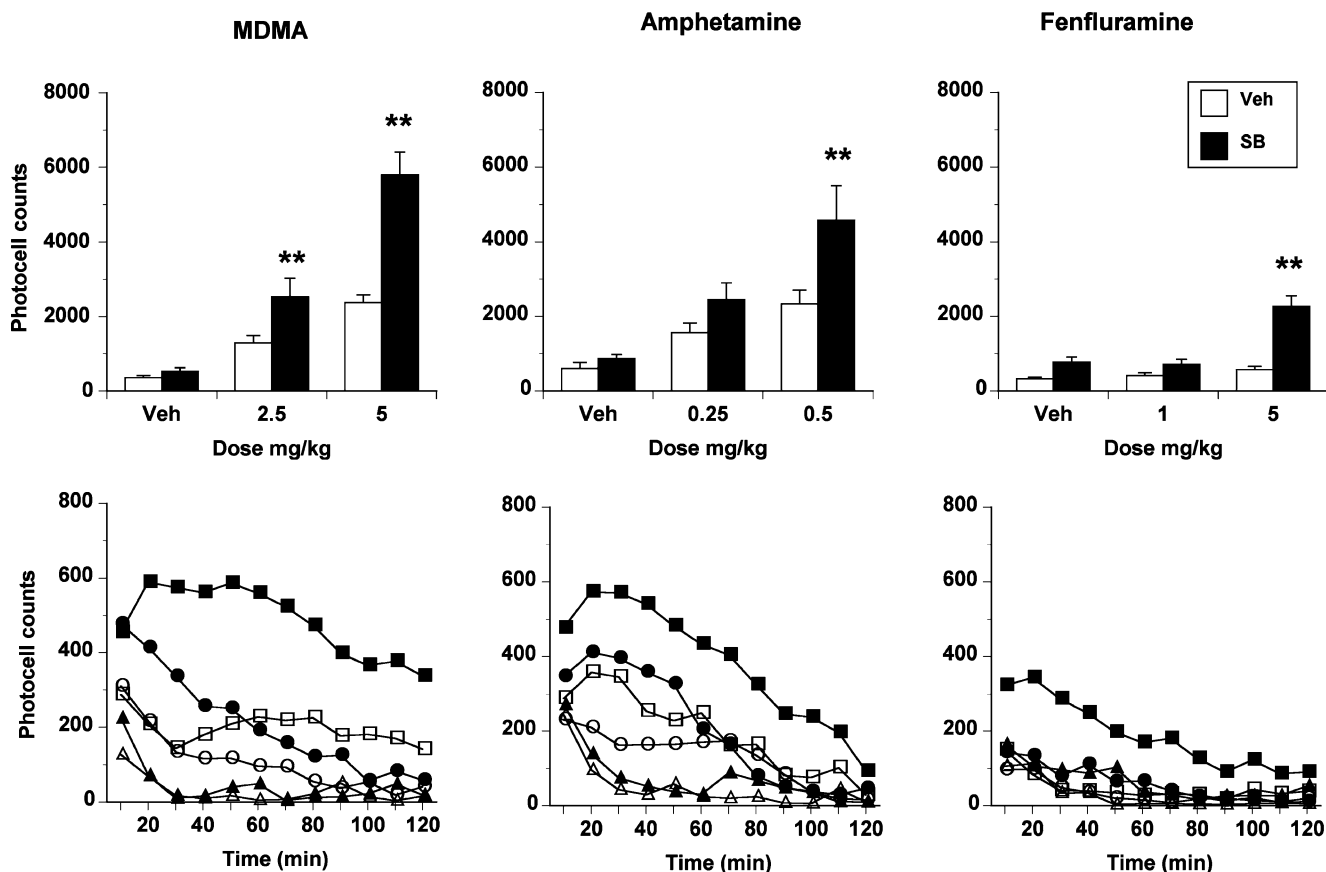 MDMA
Amphetamine
Fenfluramine
8000
6000
4000
2000
0
Photocell counts
**
**
Veh
2.5
5
Dose mg/kg
8000
6000
4000
2000
0
**
Veh
0.25
0.5
Dose mg/kg
8000
6000
4000
2000
0
Veh
SB
**
Veh
1
5
Dose mg/kg
800
600
400
200
0
Photocell counts
20 40 60 80 100 120
Time (min)
800
600
400
200
0
20 40 60 80 100 120
Time (min)
800
600
400
200
0
20 40 60 80 100 120
Time (min)